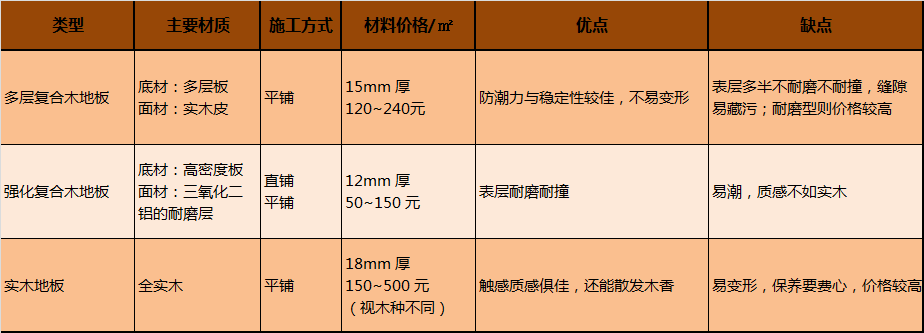 类型 主要材质 施工方式 材料价格/㎡ 优点 缺点
多层复合木地板
底材：多层板
面材：实木皮
平铺
15mm 厚
120~240元
防潮力与稳定性较佳，不易变形
表层多半不耐磨不耐撞，缝隙
易藏污；耐磨型则价格较高
强化复合木地板
底材：高密度板
面材：三氧化二
铝的耐磨层
直铺
平铺
12mm 厚
50~150 元
表层耐磨耐撞
易潮，质感不如实木
实木地板
全实木
平铺
18mm 厚
150~500 元
（视木种不同）
触感质感俱佳，还能散发木香
易变形，保养要费心，价格较高